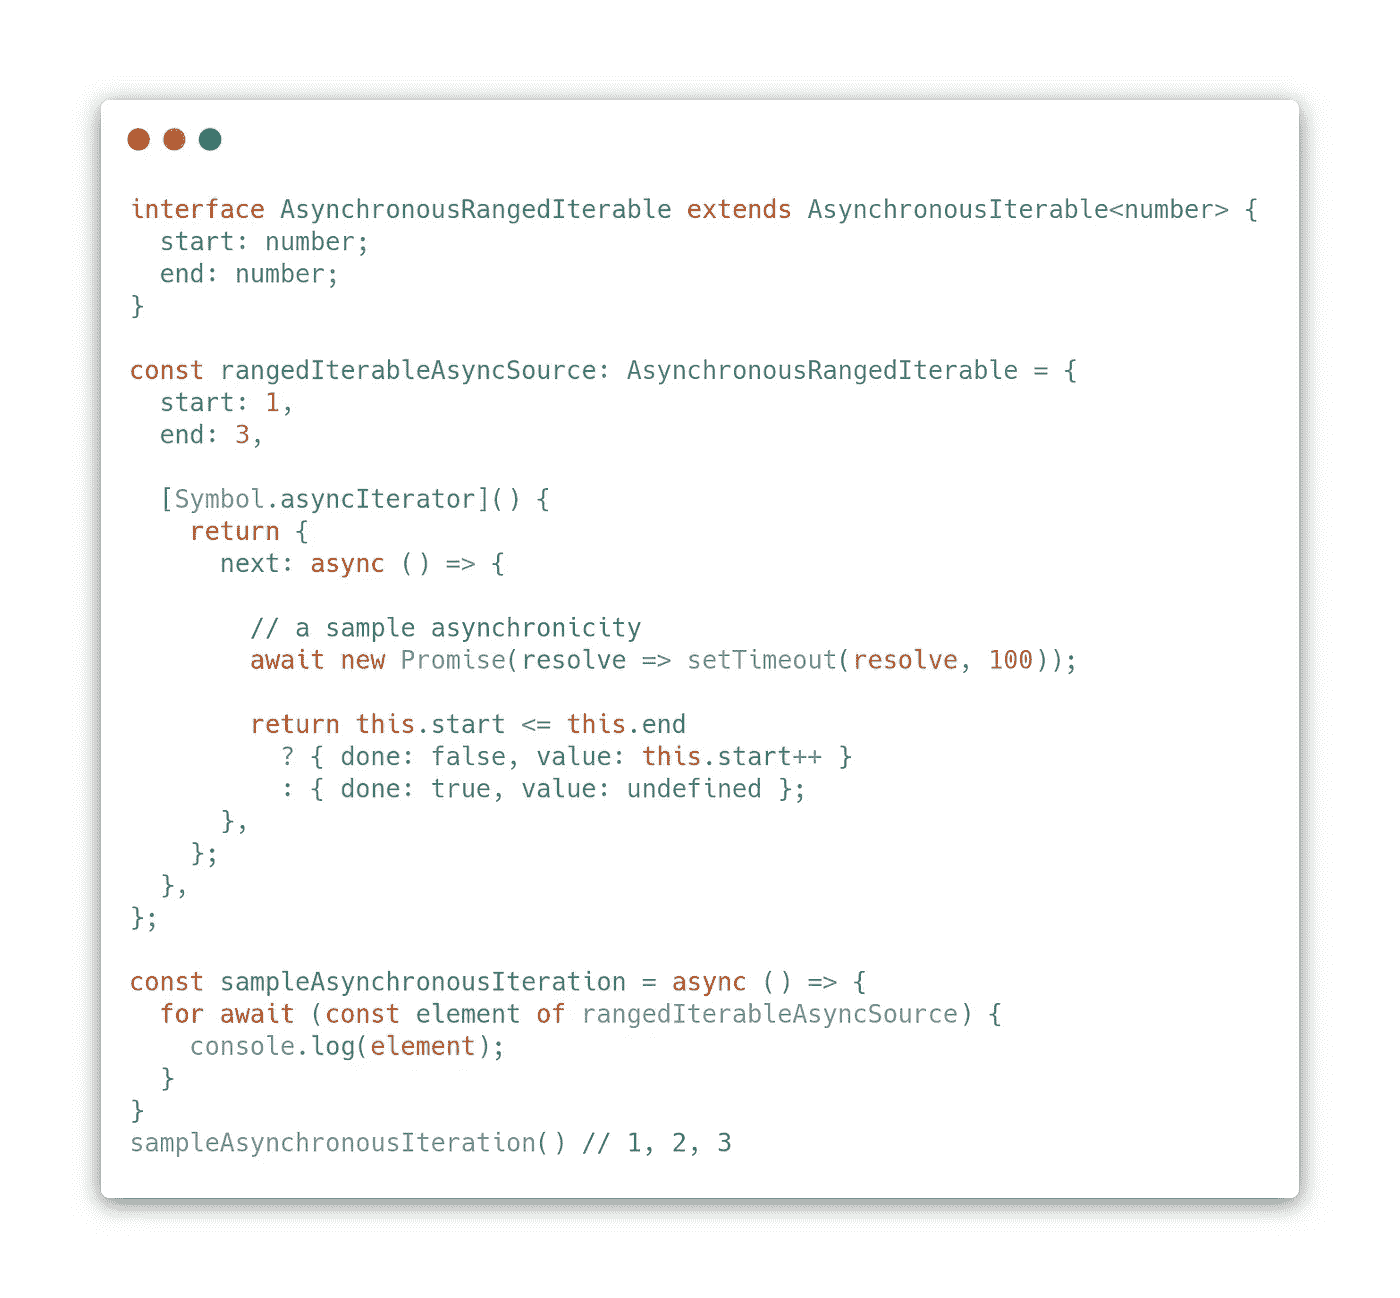 interface AsynchronousRangedIterable extends AsynchronousIterable<number> {
  start: number;
  end: number;
}

const rangedIterableAsyncSource: AsynchronousRangedIterable = {
  start: 1,
  end: 3,

  [Symbol.asyncIterator]() {
    return {
      next: async () => {

        // a sample asynchronicity
        await new Promise(resolve => setTimeout(resolve, 100));

        return this.start <= this.end
          ? { done: false, value: this.start++ }
          : { done: true, value: undefined };
      },
    };
  },
};

const sampleAsynchronousIteration = async () => {
  for await (const element of rangedIterableAsyncSource) {
    console.log(element);
  }
}
sampleAsynchronousIteration() // 1, 2, 3